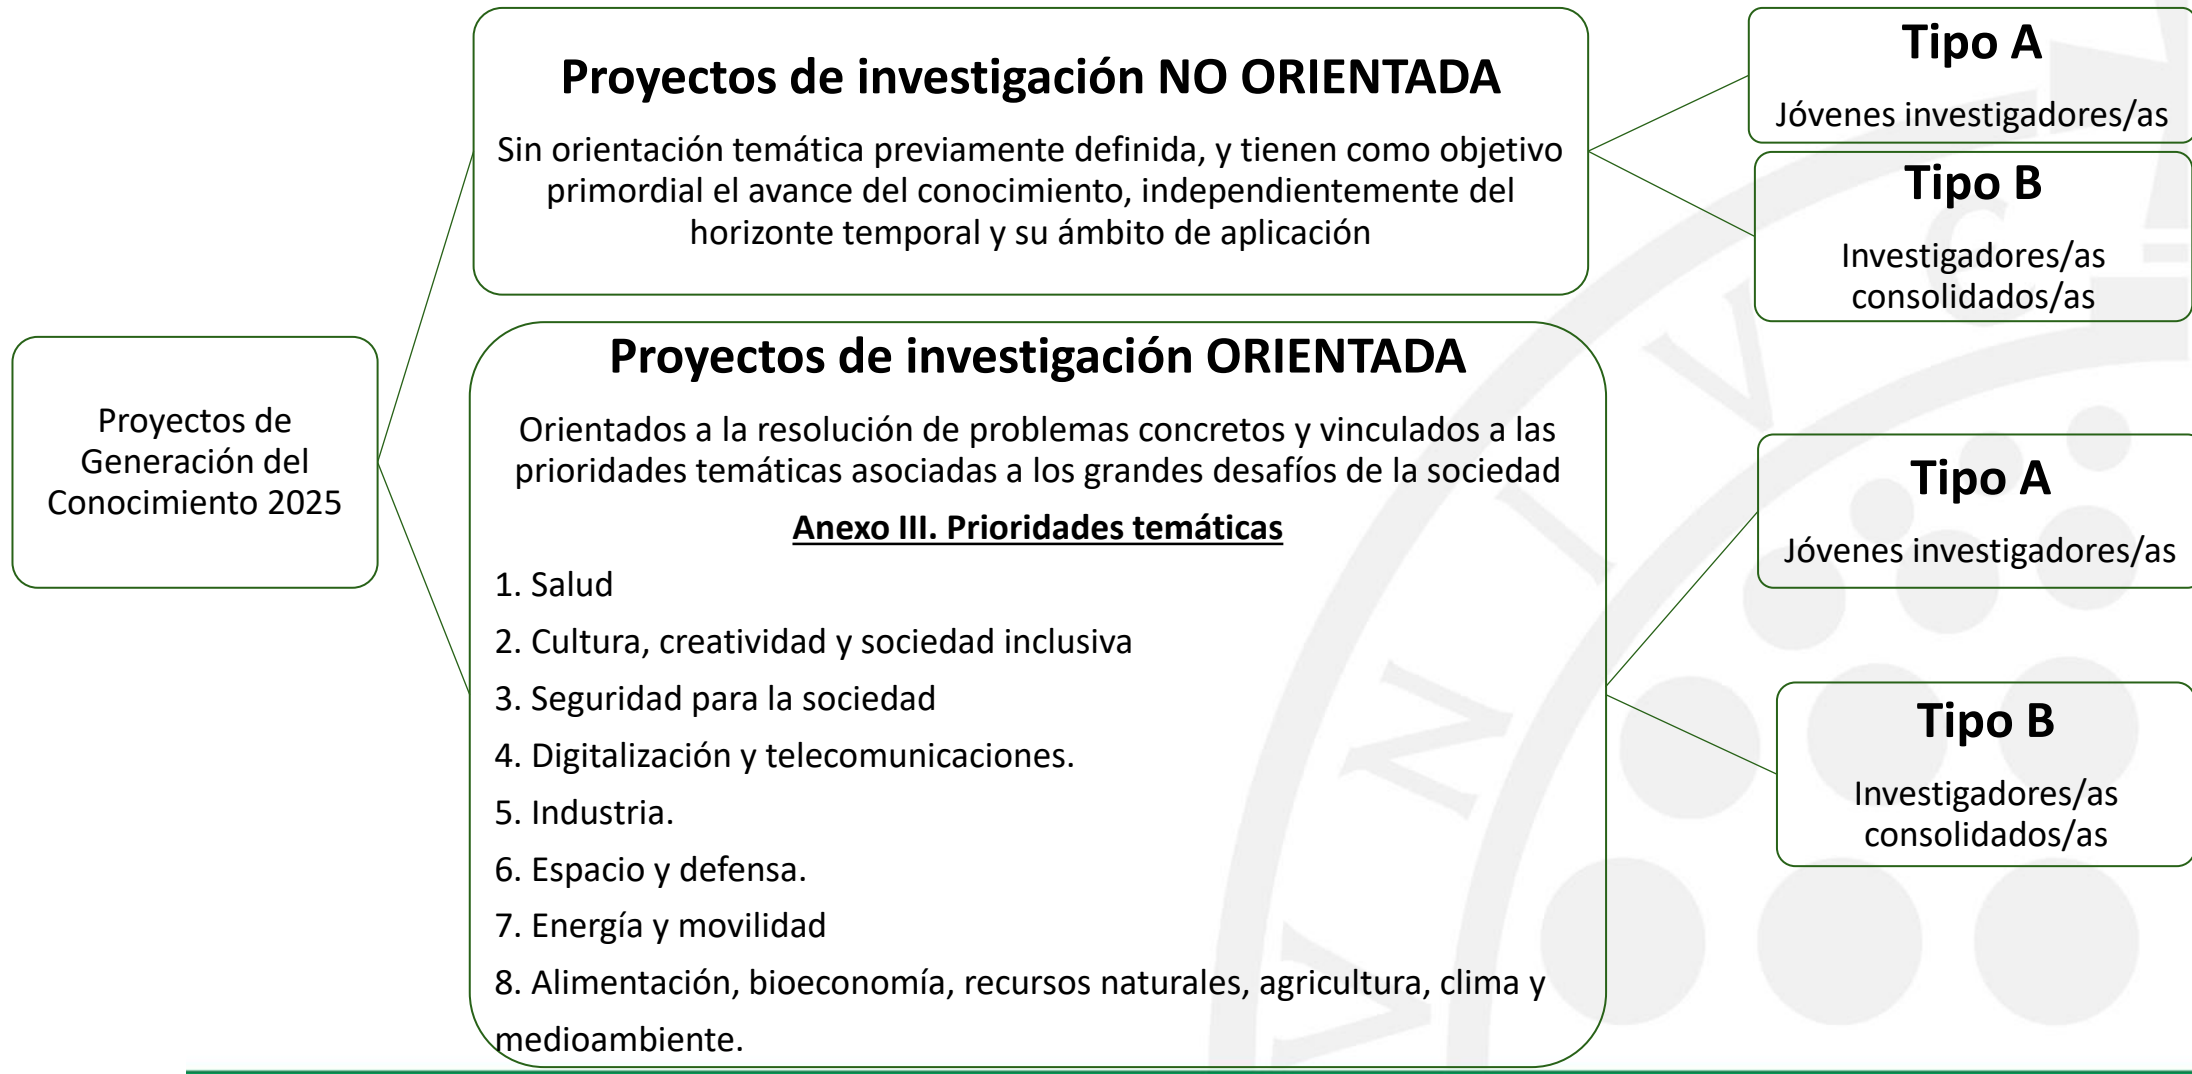 Proyectos de
Generación del
Conocimiento 2025
Proyectos de investigación NO ORIENTADA
Sin orientación temática previamente definida, y tienen como objetivo
primordial el avance del conocimiento, independientemente del
horizonte temporal y su ámbito de aplicación
Tipo A
Jóvenes investigadores/as
Tipo B
Investigadores/as
consolidados/as
Proyectos de investigación ORIENTADA
Orientados a la resolución de problemas concretos y vinculados a las
prioridades temáticas asociadas a los grandes desafíos de la sociedad
Anexo III. Prioridades temáticas
1. Salud
2. Cultura, creatividad y sociedad inclusiva
3. Seguridad para la sociedad
4. Digitalización y telecomunicaciones.
5. Industria.
6. Espacio y defensa.
7. Energía y movilidad
8. Alimentación, bioeconomía, recursos naturales, agricultura, clima y
medioambiente.
Tipo A
Jóvenes investigadores/as
Tipo B
Investigadores/as
consolidados/as
V N I V C